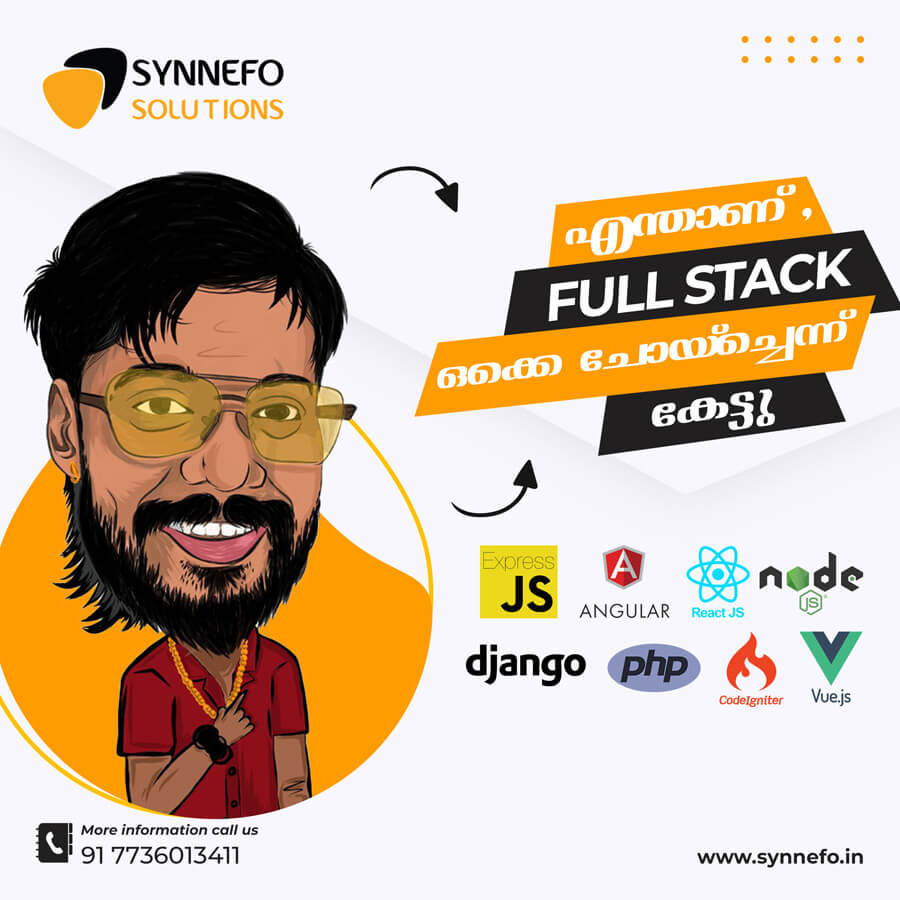 SYNNEFO
SOLUTIONS
എന്താണ് ,
FULL STACK
ഒക്കെ ചോയ്ച്ചെന്ന്
കേട്ടു
Express
JS
ANGULAR
React JS
node
JS
django
php
CodeIgniter
Vue.js
More information call us
91 7736013411
www.synnefo.in